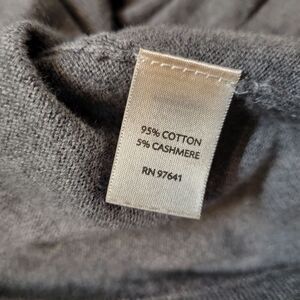 95% COTTON
5% CASHMERE
RN 97641